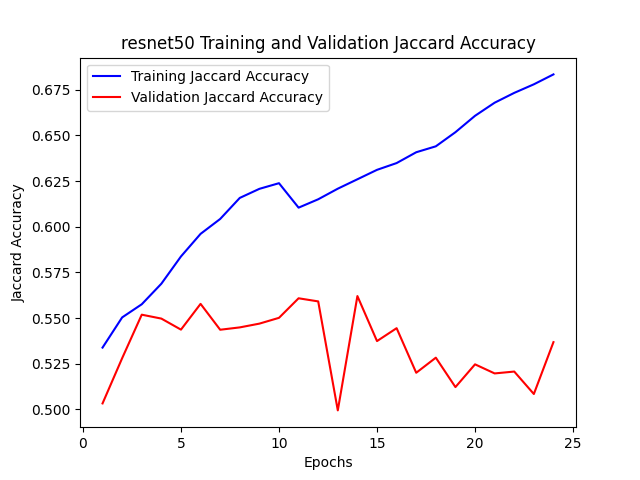 resnet50 Training and Validation Jaccard Accuracy
Training Jaccard Accuracy
Validation Jaccard Accuracy
Jaccard Accuracy
0.675
0.650
0.625
0.600
0.575
0.550
0.525
0.500
0
5
10
15
20
25
Epochs